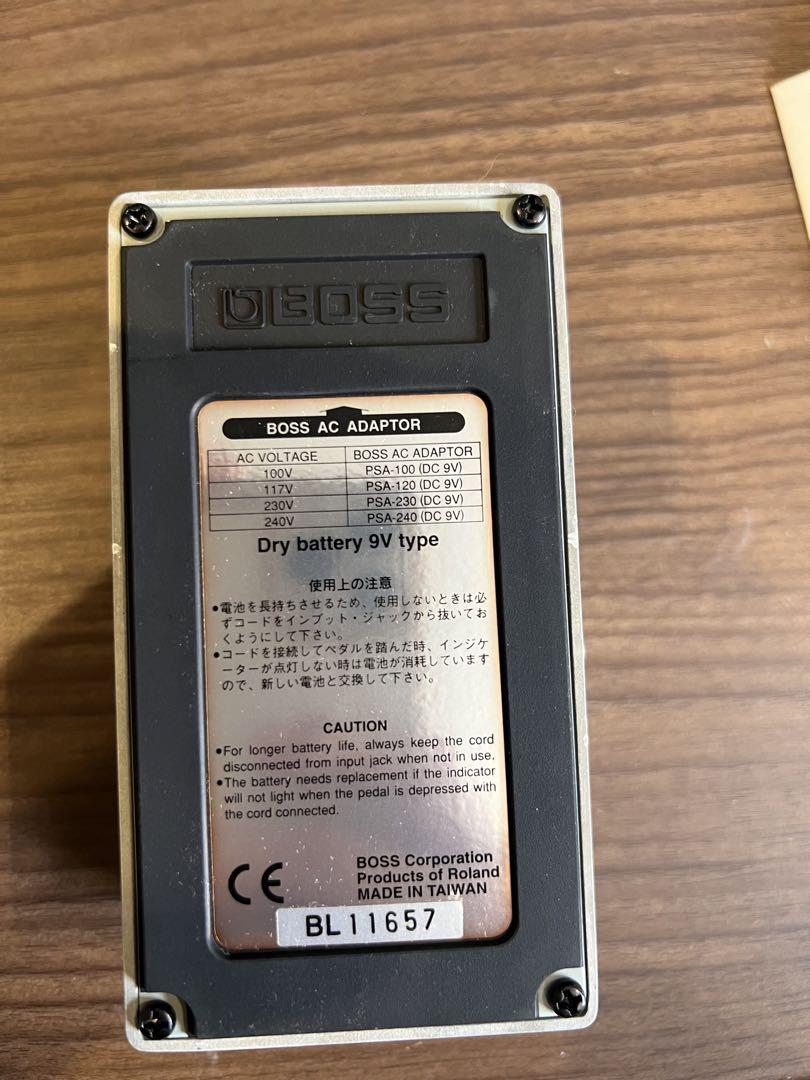 BOSS
BOSS AC ADAPTOR
AC VOLTAGE BOSS AC ADAPTOR
100V PSA-100 (DC 9V)
117V PSA-120 (DC 9V)
230V PSA-230 (DC 9V)
240V PSA-240 (DC 9V)
Dry battery 9V type
使用上の注意
●電池を長持ちさせるため、使用しないときは必
ずコードをインプット・ジャックから抜いてお
くようにして下さい。
●コードを接続してペダルを踏んだ時、インジケ
ーターが点灯しない時は電池が消耗しています
ので、新しい電池と交換して下さい。
CAUTION
●For longer battery life, always keep the cord
disconnected from input jack when not in use.
●The battery needs replacement if the indicator
will not light when the pedal is depressed with
the cord connected.
CE
BOSS Corporation
Products of Roland
MADE IN TAIWAN
BL11657